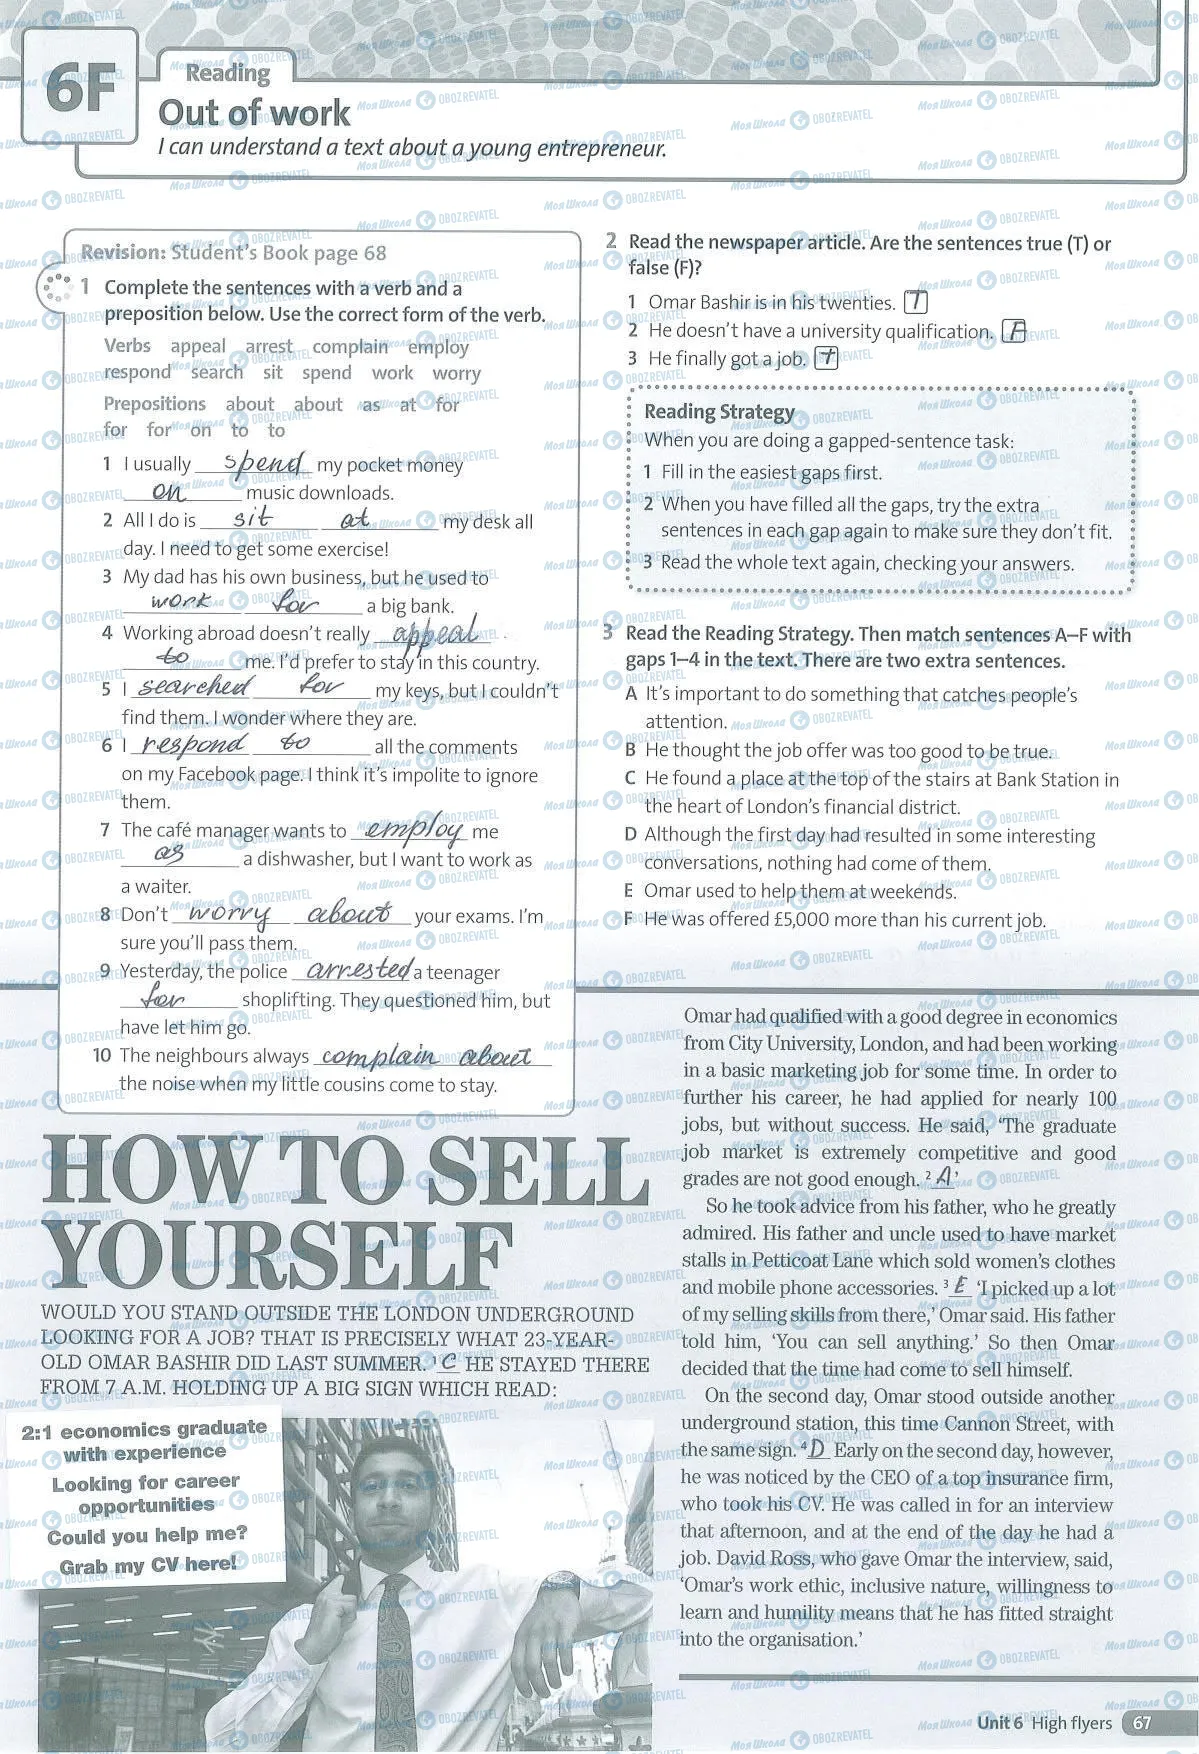 6F
Reading
Out of work
I can understand a text about a young entrepreneur.
Revision: Student's Book page 68
1 Complete the sentences with a verb and a
preposition below. Use the correct form of the verb.
Verbs appeal arrest complain employ
respond search sit spend work worry
Prepositions about about as at for
for for on to to
1 I usually spend my pocket money
on music downloads.
2 All I do is sit at my desk all
day. I need to get some exercise!
3 My dad has his own business, but he used to
work for a big bank.
4 Working abroad doesn't really appeal
to me. I'd prefer to stay in this country.
5 I searched for my keys, but I couldn't
find them. I wonder where they are.
6 I respond to all the comments
on my Facebook page. I think it's impolite to ignore
them.
7 The café manager wants to employ me
as a dishwasher, but I want to work as
a waiter.
8 Don't worry about your exams. I'm
sure you'll pass them.
9 Yesterday, the police arrested a teenager
for shoplifting. They questioned him, but
have let him go.
10 The neighbours always complain about
the noise when my little cousins come to stay.
2 Read the newspaper article. Are the sentences true (T) or
false (F)?
1 Omar Bashir is in his twenties. T
2 He doesn't have a university qualification. F
3 He finally got a job. T
Reading Strategy
When you are doing a gapped-sentence task:
1 Fill in the easiest gaps first.
2 When you have filled all the gaps, try the extra
sentences in each gap again to make sure they don't fit.
3 Read the whole text again, checking your answers.
3 Read the Reading Strategy. Then match sentences A–F with
gaps 1–4 in the text. There are two extra sentences.
A It's important to do something that catches people's
attention.
B He thought the job offer was too good to be true.
C He found a place at the top of the stairs at Bank Station in
the heart of London's financial district.
D Although the first day had resulted in some interesting
conversations, nothing had come of them.
E Omar used to help them at weekends.
F He was offered £5,000 more than his current job.
HOW TO SELL
YOURSELF
WOULD YOU STAND OUTSIDE THE LONDON UNDERGROUND
LOOKING FOR A JOB? THAT IS PRECISELY WHAT 23-YEAR-
OLD OMAR BASHIR DID LAST SUMMER. 1 C HE STAYED THERE
FROM 7 A.M. HOLDING UP A BIG SIGN WHICH READ:
2:1 economics graduate
with experience
Looking for career
opportunities
Could you help me?
Grab my CV here!
Omar had qualified with a good degree in economics
from City University, London, and had been working
in a basic marketing job for some time. In order to
further his career, he had applied for nearly 100
jobs, but without success. He said, 'The graduate
job market is extremely competitive and good
grades are not good enough. 2 A'
So he took advice from his father, who he greatly
admired. His father and uncle used to have market
stalls in Petticoat Lane which sold women's clothes
and mobile phone accessories. 3 E 'I picked up a lot
of my selling skills from there,' Omar said. His father
told him, 'You can sell anything.' So then Omar
decided that the time had come to sell himself.
On the second day, Omar stood outside another
underground station, this time Cannon Street, with
the same sign. 4 D Early on the second day, however,
he was noticed by the CEO of a top insurance firm,
who took his CV. He was called in for an interview
that afternoon, and at the end of the day he had a
job. David Ross, who gave Omar the interview, said,
'Omar's work ethic, inclusive nature, willingness to
learn and humility means that he has fitted straight
into the organisation.'
Unit 6 High flyers 67
Моя Школа OBOZREVATEL